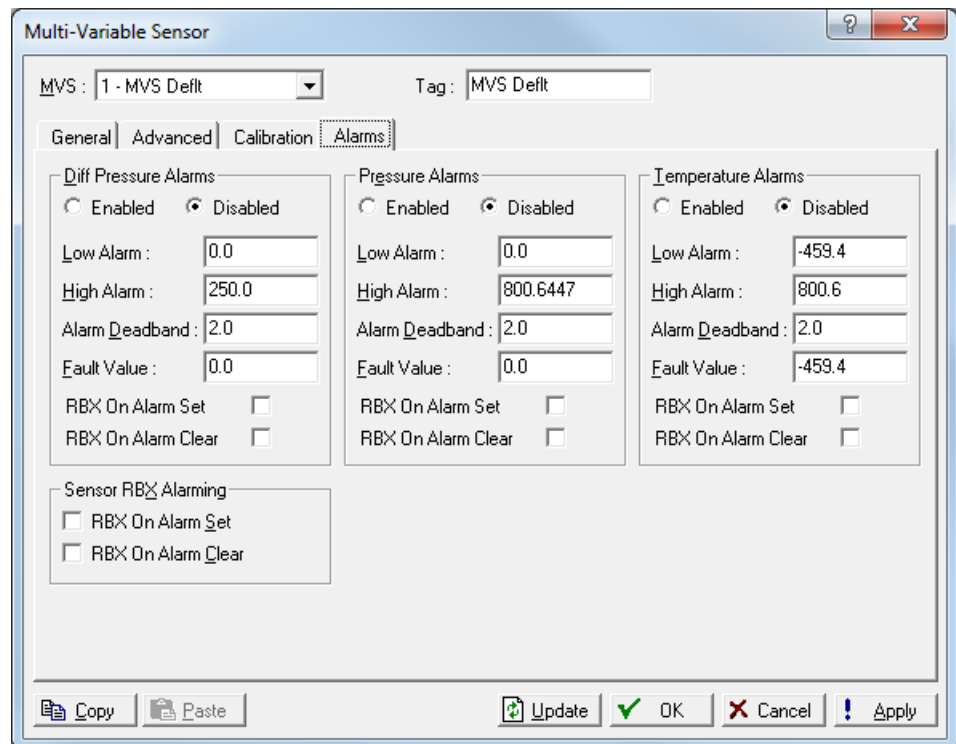 Multi-Variable Sensor
MVS : 1 - MVS Deflt Tag : MVS Deflt
General Advanced Calibration Alarms
Diff Pressure Alarms
Enabled Disabled
Low Alarm : 0.0
High Alarm : 250.0
Alarm Deadband : 2.0
Fault Value : 0.0
RBX On Alarm Set
RBX On Alarm Clear
Pressure Alarms
Enabled Disabled
Low Alarm : 0.0
High Alarm : 800.6447
Alarm Deadband : 2.0
Fault Value : 0.0
RBX On Alarm Set
RBX On Alarm Clear
Temperature Alarms
Enabled Disabled
Low Alarm : -459.4
High Alarm : 800.6
Alarm Deadband : 2.0
Fault Value : -459.4
RBX On Alarm Set
RBX On Alarm Clear
Sensor RBX Alarming
RBX On Alarm Set
RBX On Alarm Clear
Copy Paste Update OK Cancel Apply